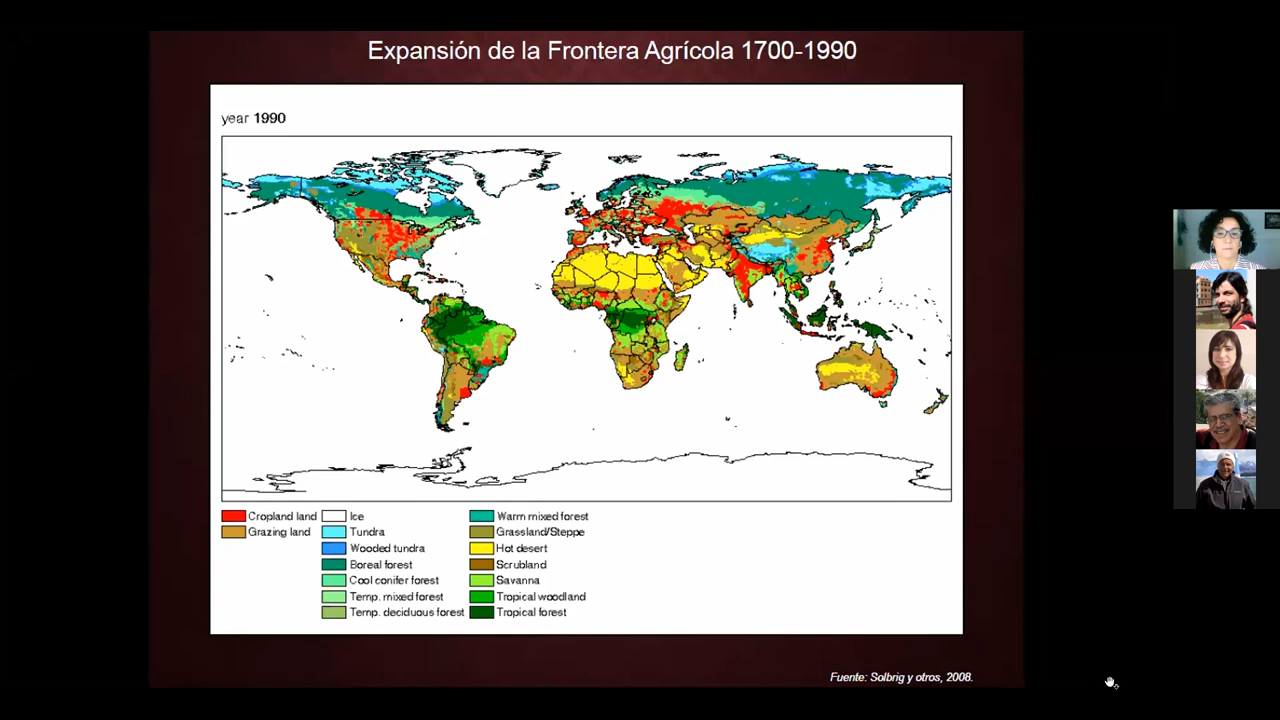 Expansión de la Frontera Agrícola 1700-1990
year 1990
Cropland land
Grazing land
Ice
Tundra
Wooded tundra
Boreal forest
Cool conifer forest
Temp. mixed forest
Temp. deciduous forest
Warm mixed forest
Grassland/Steppe
Hot desert
Scrubland
Savanna
Tropical woodland
Tropical forest
Fuente: Solbrig y otros, 2008.